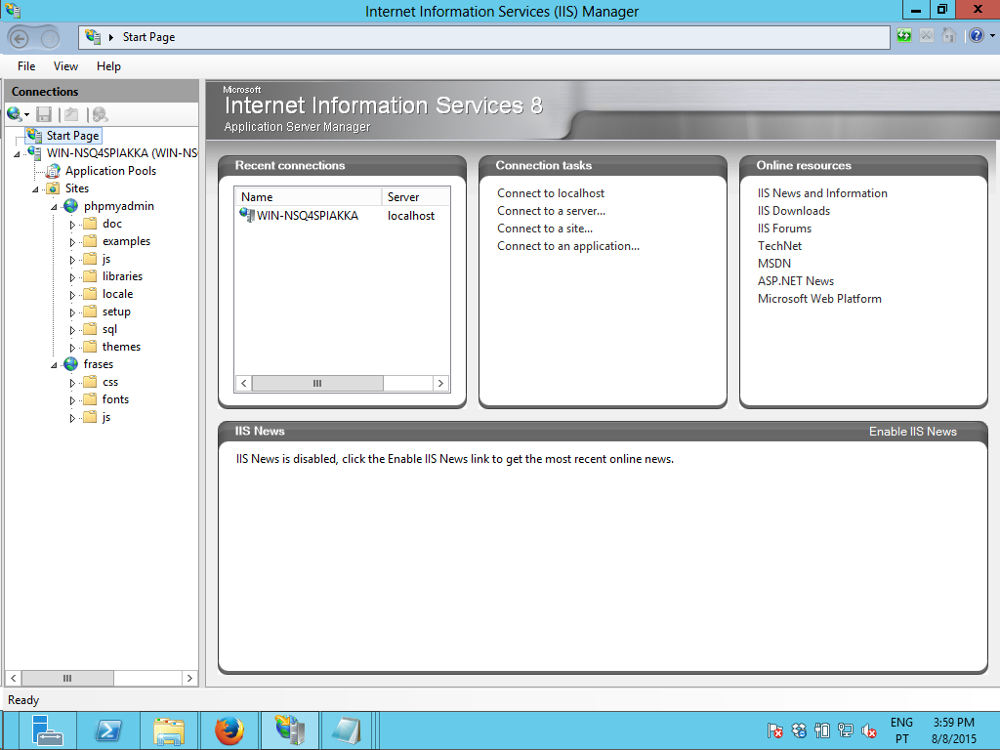 Internet Information Services (IIS) Manager
Start Page
File View Help
Connections
Start Page
WIN-NSQ4SPIAKKA (WIN-NS
Application Pools
Sites
phpmyadmin
doc
examples
js
libraries
locale
setup
sql
themes
frases
css
fonts
js
Microsoft
Internet Information Services 8
Application Server Manager
Recent connections
Name Server
WIN-NSQ4SPIAKKA localhost
Connection tasks
Connect to localhost
Connect to a server...
Connect to a site...
Connect to an application...
Online resources
IIS News and Information
IIS Downloads
IIS Forums
TechNet
MSDN
ASP.NET News
Microsoft Web Platform
IIS News Enable IIS News
IIS News is disabled, click the Enable IIS News link to get the most recent online news.
Ready
ENG
PT
3:59 PM
8/8/2015